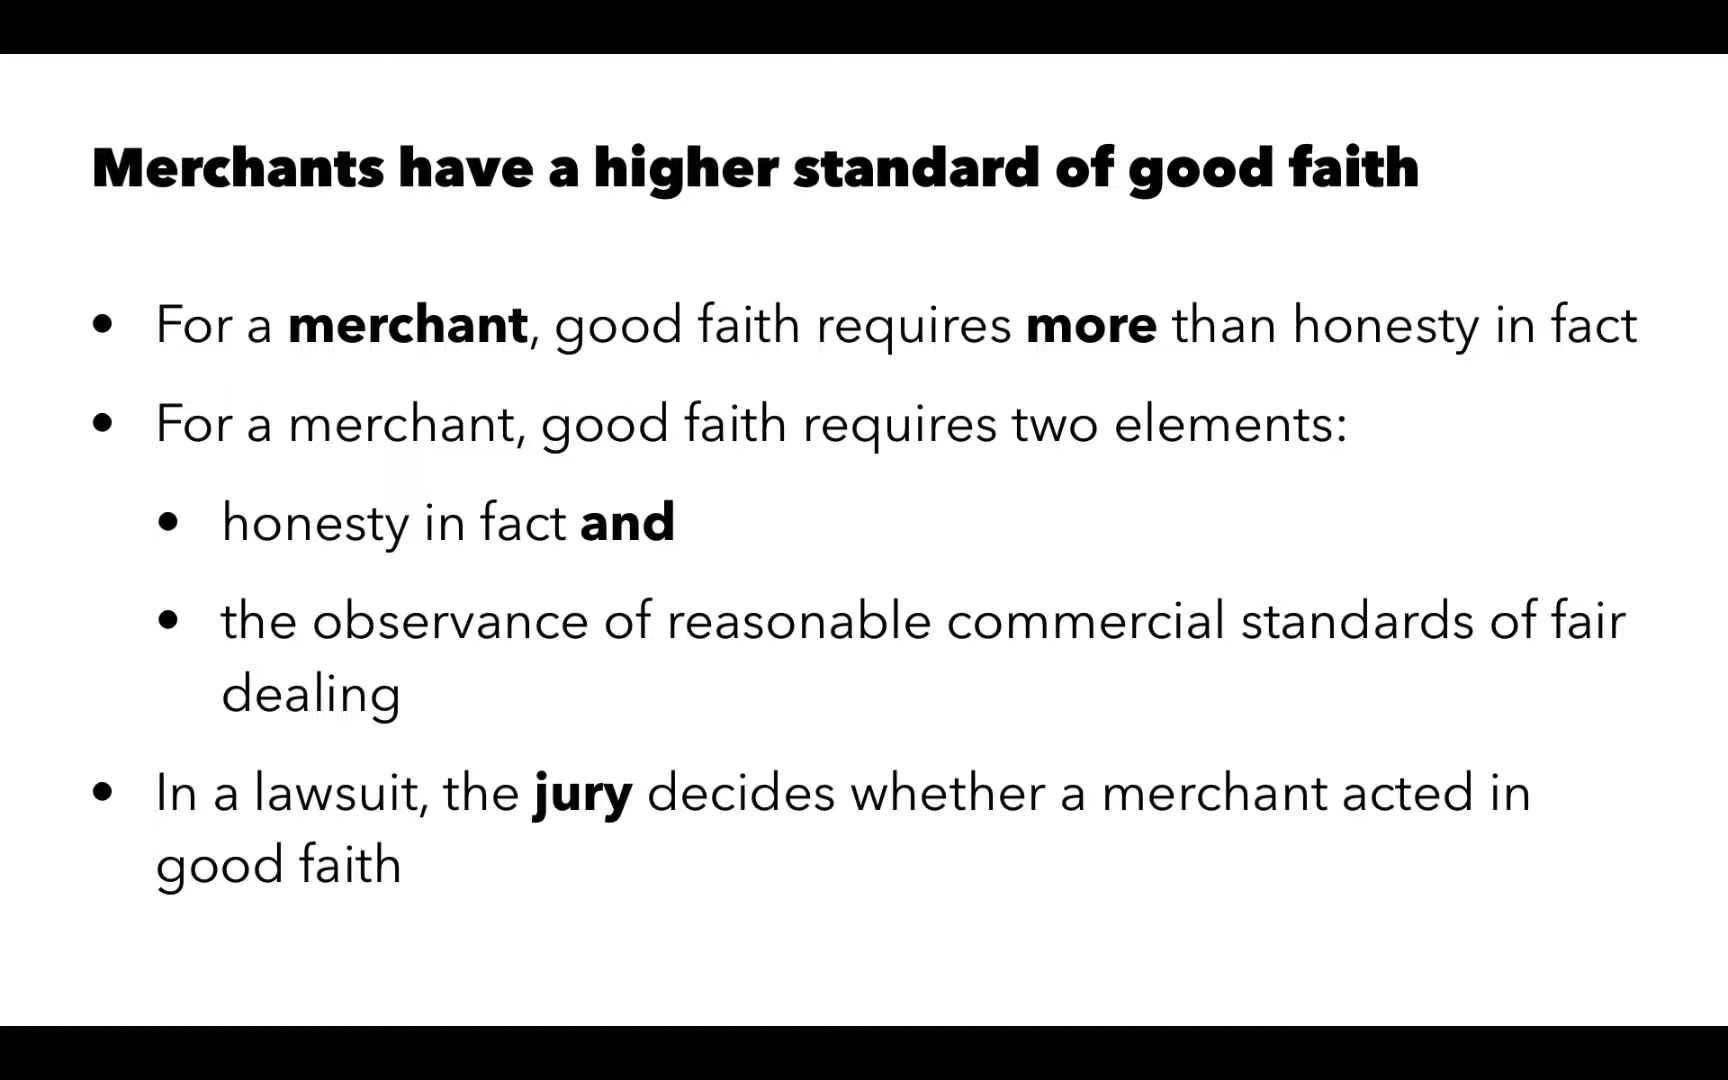 Merchants have a higher standard of good faith
• For a merchant, good faith requires more than honesty in fact
• For a merchant, good faith requires two elements:
• honesty in fact and
• the observance of reasonable commercial standards of fair
dealing
• In a lawsuit, the jury decides whether a merchant acted in
good faith